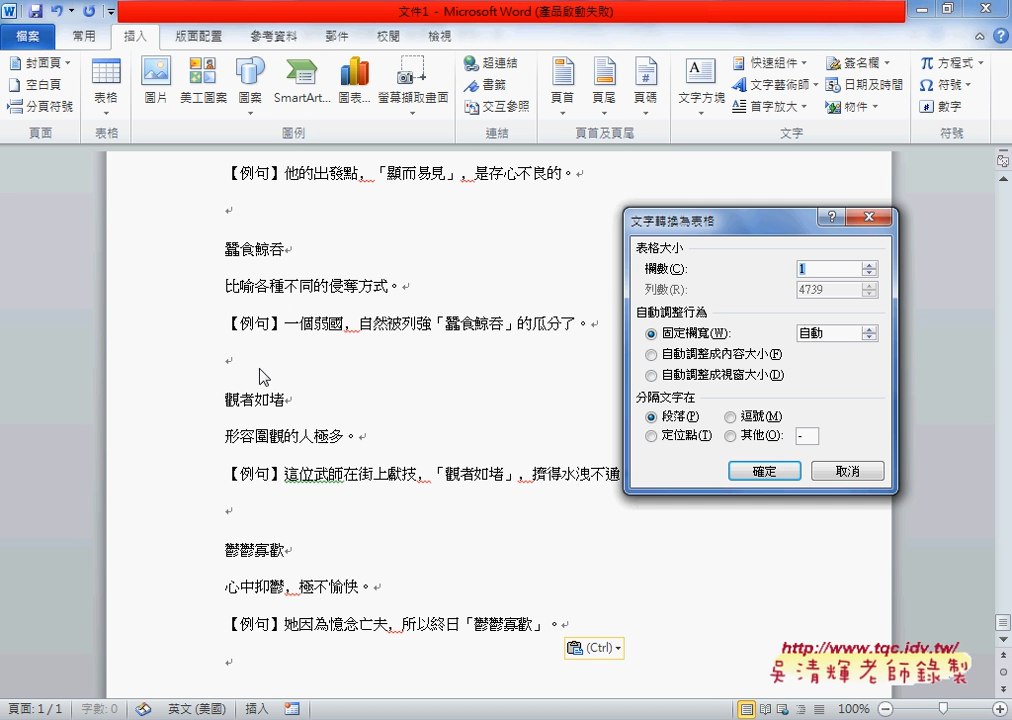 文件1 - Microsoft Word (產品啟動失敗)
檔案 常用 插入 版面配置 參考資料 郵件 校閱 檢視
封面頁
空白頁
分頁符號
頁面
表格
表格
圖片 美工圖案 圖案 SmartArt... 圖表... 螢幕擷取畫面
圖例
超連結
書籤
交互參照
連結
頁首 頁尾 頁碼
頁首及頁尾
文字方塊
快速組件
文字藝術師
首字放大
簽名欄
日期及時間
物件
文字
方程式
符號
數字
符號
【例句】他的出發點,「顯而易見」,是存心不良的。
蠶食鯨吞
比喻各種不同的侵奪方式。
【例句】一個弱國,自然被列強「蠶食鯨吞」的瓜分了。
觀者如堵
形容圍觀的人極多。
【例句】這位武師在街上獻技,「觀者如堵」,擠得水洩不通
鬱鬱寡歡
心中抑鬱,極不愉快。
【例句】她因為憶念亡夫,所以終日「鬱鬱寡歡」。
(Ctrl)
文字轉換為表格
表格大小
欄數(C): 1
列數(R): 4739
自動調整行為
固定欄寬(W): 自動
自動調整成內容大小(F)
自動調整成視窗大小(D)
分隔文字在
段落(P) 逗號(M)
定位點(T) 其他(O): -
確定 取消
http://www.tqc.idv.tw/
吳清輝老師錄製
頁面: 1 / 1 字數: 0 英文 (美國) 插入 100%